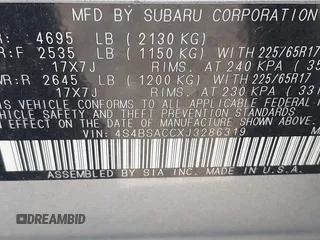 MFD BY SUBARU CORPORATION
: 4695 LB (2130 KG)
R:F 2535 LB (1150 KG) WITH 225/65R17
17X7J RIMS, AT 240 KPA (35
R:R 2645 LB (1200 KG) WITH 225/65R17
17X7J RIMS, AT 230 KPA (33
VEHICLE CONFORMS TO ALL APPLICABLE FEDERAL
VEHICLE SAFETY, BUMPER, AND THEFT PREVENTION STANDARDS
IN EFFECT ON THE DATE OF MANUFACTURE SHOWN ABOVE.
VIN: 4S4BSACCXJ3286319
ASSEMBLED AT SIA INC. MADE IN U.S.A.
© DREAMBID